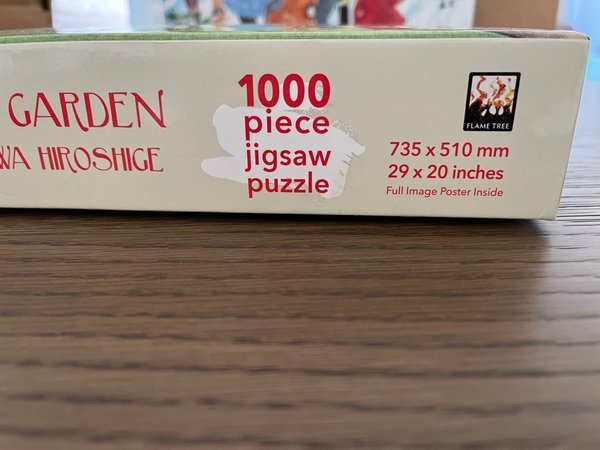 GARDEN
WA HIROSHIGE
1000
piece
jigsaw
puzzle
FLAME TREE
735 x 510 mm
29 x 20 inches
Full Image Poster Inside